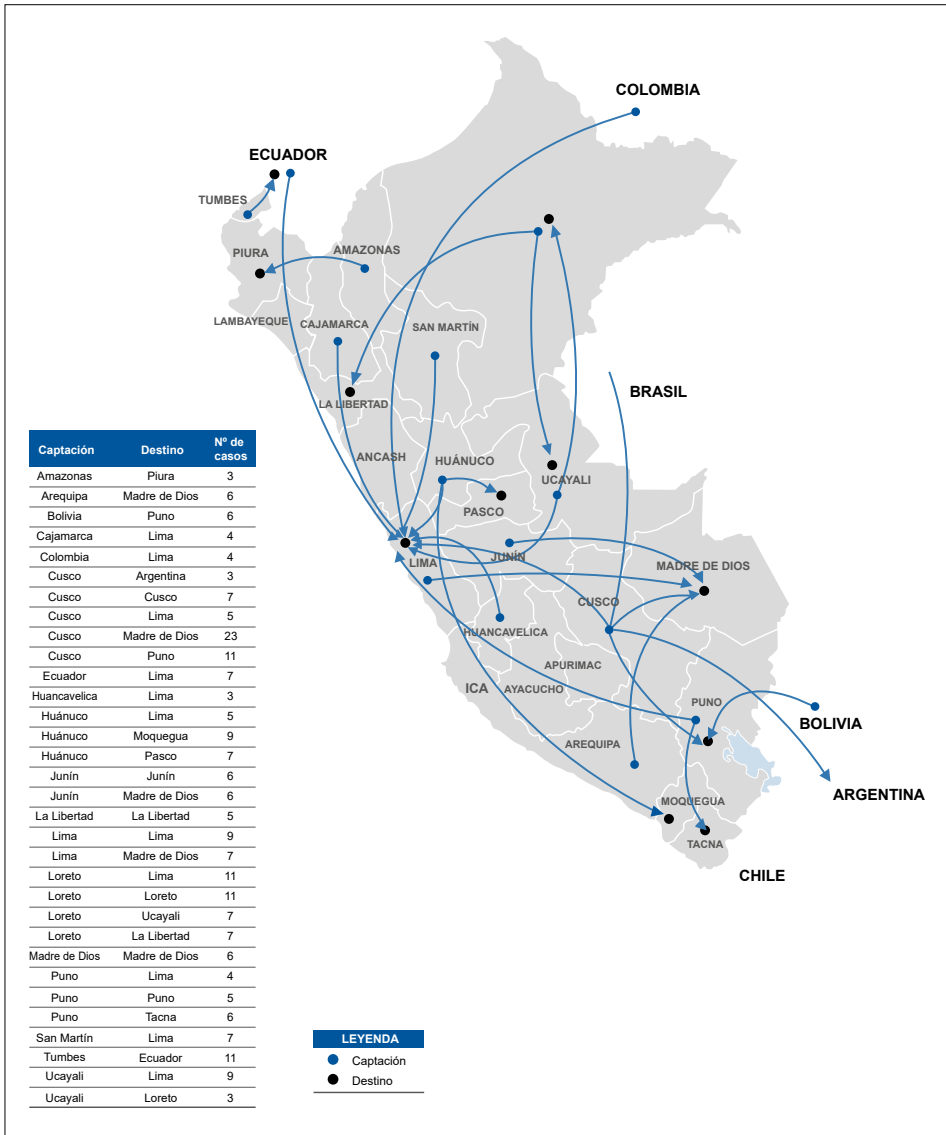 COLOMBIA
ECUADOR
TUMBES
PIURA
AMAZONAS
LAMBAYEQUE
CAJAMARCA
SAN MARTÍN
BRASIL
LA LIBERTAD
ANCASH
HUÁNUCO
UCAYALI
PASCO
LIMA
JUNÍN
MADRE DE DIOS
CUSCO
HUANCAVELICA
APURIMAC
ICA
AYACUCHO
PUNO
BOLIVIA
AREQUIPA
ARGENTINA
MOQUEGUA
TACNA
CHILE
Captación Destino Nº de casos
Amazonas Piura 3
Arequipa Madre de Dios 6
Bolivia Puno 6
Cajamarca Lima 4
Colombia Lima 4
Cusco Argentina 3
Cusco Cusco 7
Cusco Lima 5
Cusco Madre de Dios 23
Cusco Puno 11
Ecuador Lima 7
Huancavelica Lima 3
Huánuco Lima 5
Huánuco Moquegua 9
Huánuco Pasco 7
Junín Junín 6
Junín Madre de Dios 6
La Libertad La Libertad 5
Lima Lima 9
Lima Madre de Dios 7
Loreto Lima 11
Loreto Loreto 11
Loreto Ucayali 7
Loreto La Libertad 7
Madre de Dios Madre de Dios 6
Puno Lima 4
Puno Puno 5
Puno Tacna 6
San Martín Lima 7
Tumbes Ecuador 11
Ucayali Lima 9
Ucayali Loreto 3
LEYENDA
Captación
Destino